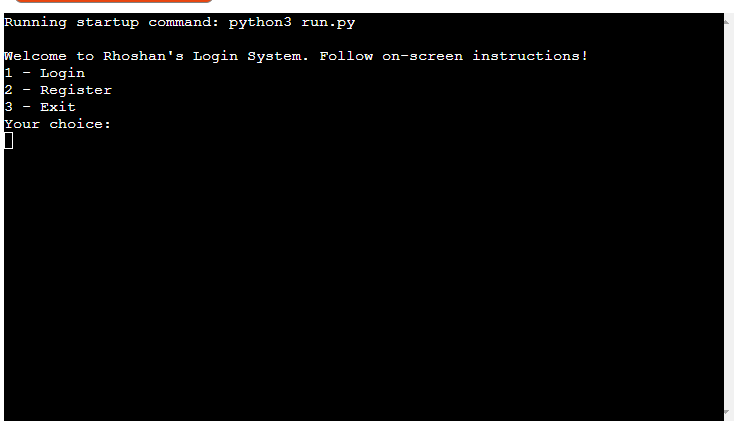 Running startup command: python3 run.py
Welcome to Rhoshan's Login System. Follow on-screen instructions!
1 - Login
2 - Register
3 - Exit
Your choice: